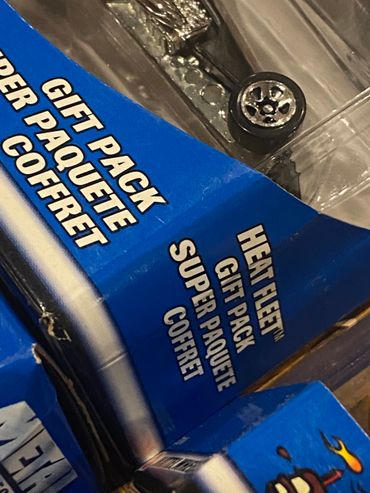 GIFT PACK
PER PAQUETE
COFFRET
HEAT FLEET™
GIFT PACK
SUPER PAQUETE
COFFRET
METAL